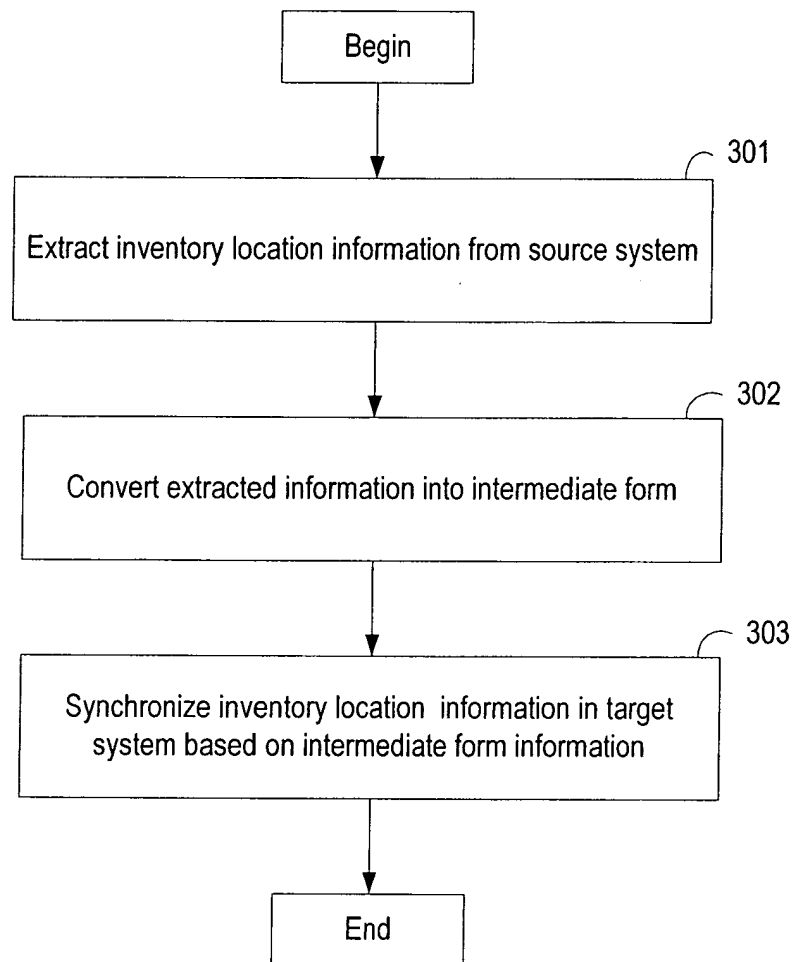 Begin
301
Extract inventory location information from source system
302
Convert extracted information into intermediate form
303
Synchronize inventory location information in target
system based on intermediate form information
End